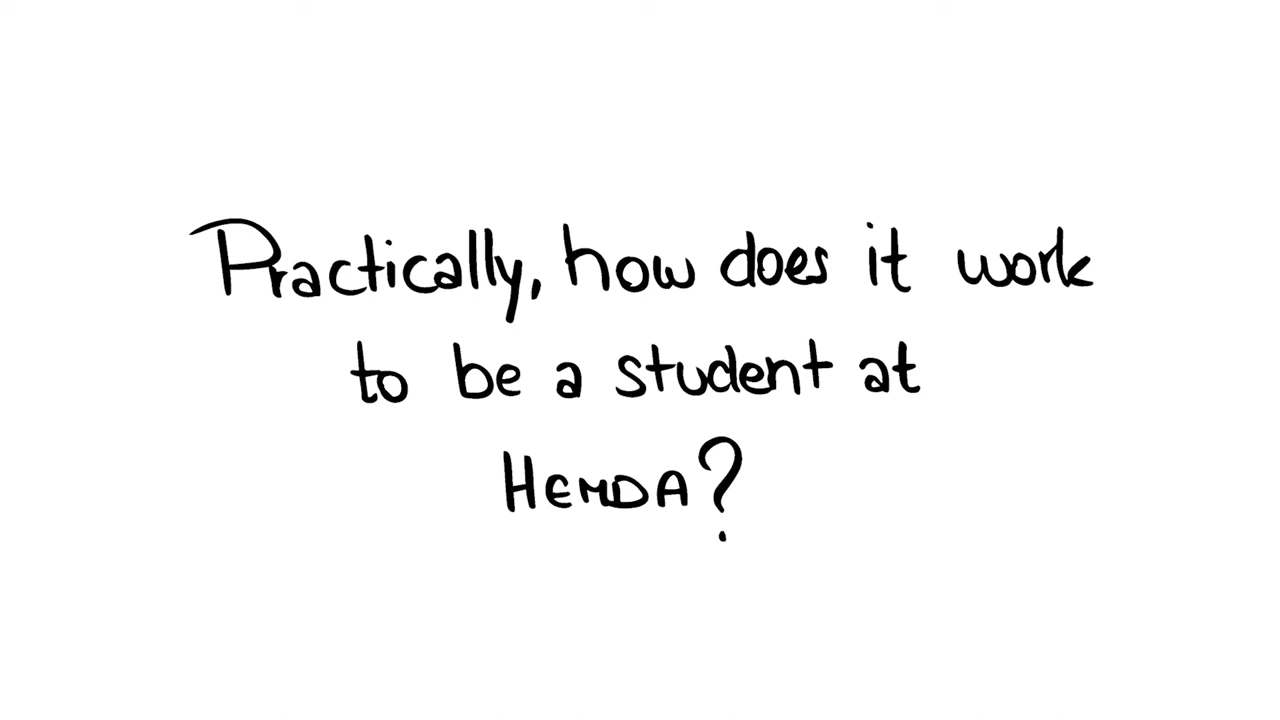 Practically, how does it work
to be a student at
HEMDA?